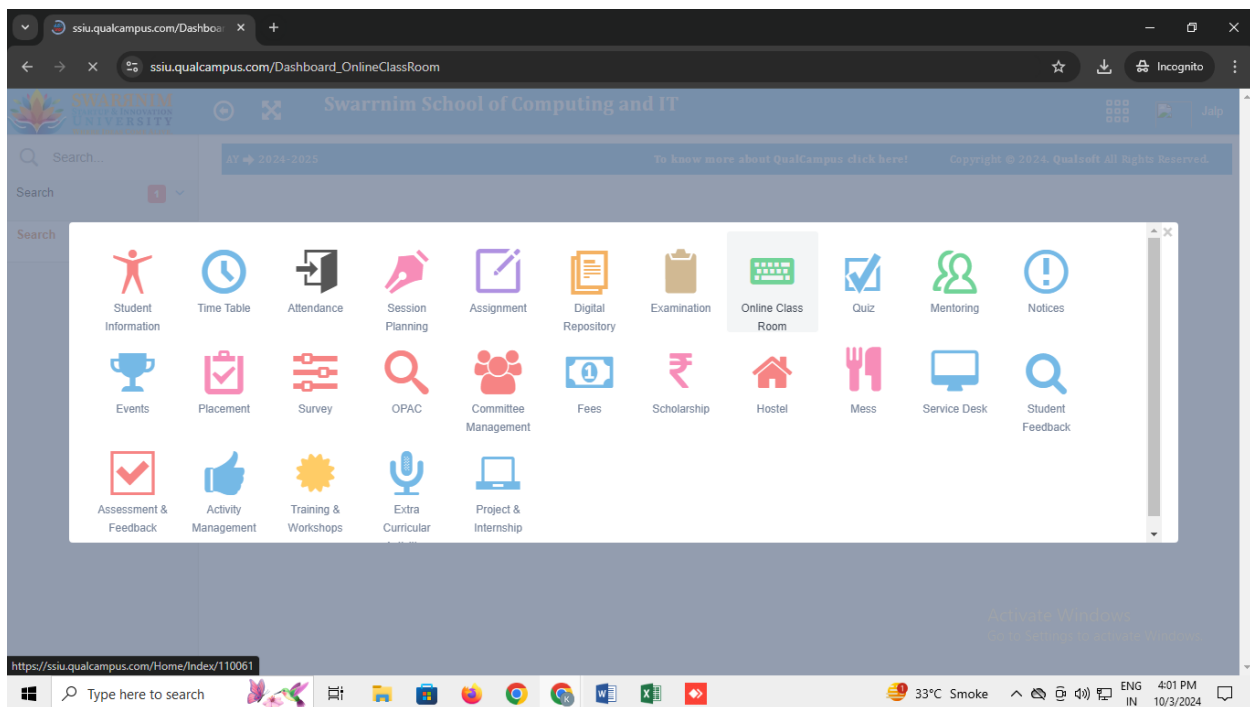 ssiu.qualcampus.com/Dashboa
ssiu.qualcampus.com/Dashboard_OnlineClassRoom
Incognito
SWARRNIM
STARTUP & INNOVATION
UNIVERSITY
Swarrnim School of Computing and IT
Jalp
Search...
AY 2024-2025
To know more about QualCampus click here!
Copyright © 2024. Qualsoft All Rights Reserved.
Search
1
Search
Student
Information
Time Table
Attendance
Session
Planning
Assignment
Digital
Repository
Examination
Online Class
Room
Quiz
Mentoring
Notices
Events
Placement
Survey
OPAC
Committee
Management
Fees
Scholarship
Hostel
Mess
Service Desk
Student
Feedback
Assessment &
Feedback
Activity
Management
Training &
Workshops
Extra
Curricular
Project &
Internship
Activate Windows
Go to Settings to activate Windows.
https://ssiu.qualcampus.com/Home/Index/110061
Type here to search
33°C Smoke
ENG
IN
4:01 PM
10/3/2024